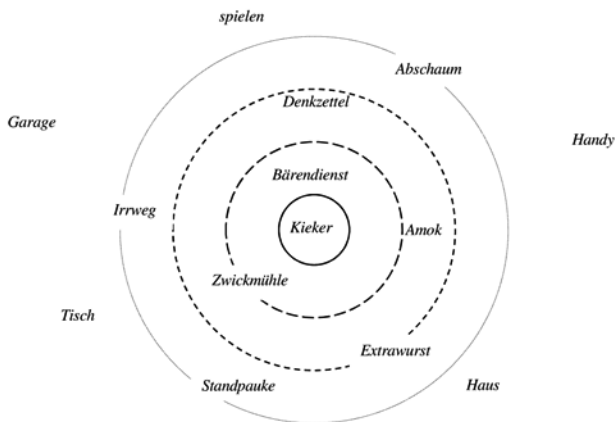 spielen
Abschaum
Denkzettel
Garage
Handy
Bärendienst
Irrweg
Kieker
Amok
Zwickmühle
Tisch
Extrawurst
Standpauke
Haus